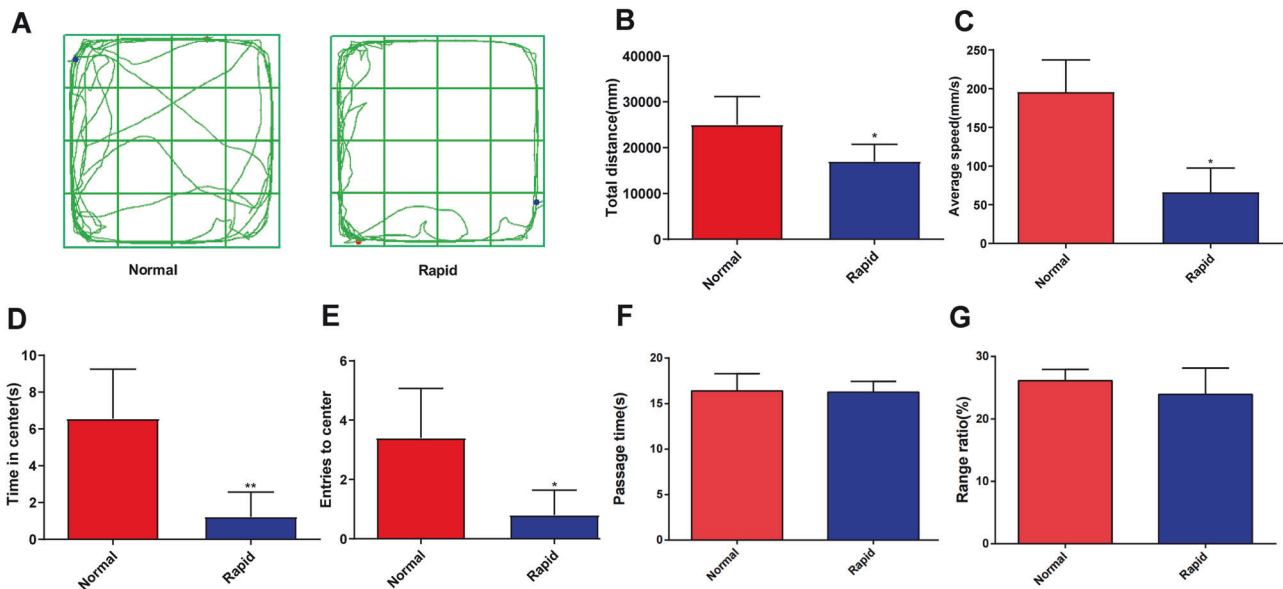 A
Normal
Rapid
B
Total distance(mm)
40000
30000
20000
10000
0
*
Normal
Rapid
C
Average speed(mm/s)
250
200
150
100
50
0
*
Normal
Rapid
D
Time in center(s)
10
8
6
4
2
0
**
Normal
Rapid
E
Entries to center
6
4
2
0
*
Normal
Rapid
F
Passage time(s)
20
15
10
5
0
Normal
Rapid
G
Range ratio(%)
30
20
10
0
Normal
Rapid